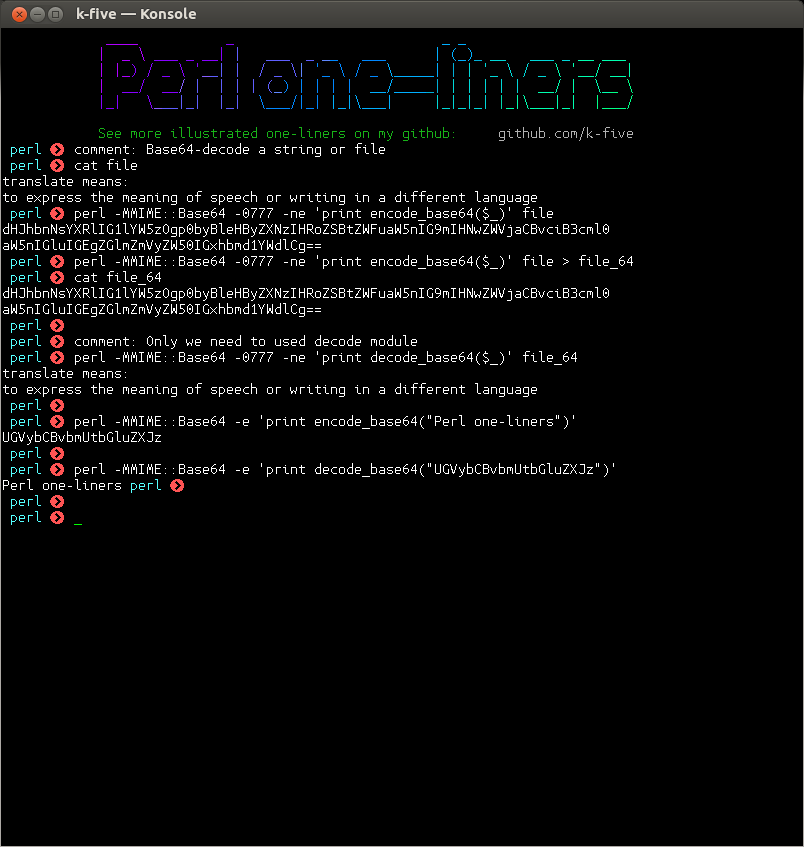 k-five — Konsole
Perl one-liners
See more illustrated one-liners on my github: github.com/k-five
perl comment: Base64-decode a string or file
perl cat file
translate means:
to express the meaning of speech or writing in a different language
perl perl -MMIME::Base64 -0777 -ne 'print encode_base64($_)' file
dHJhbnNsYXRlIG1lYW5zOgp0byBleHByZXNzIHRoZSBtZWFuaW5nIG9mIHNwZWVjaCBvciB3cml0
aW5nIGluIGEgZGlmZmVyZW50IGxhbmd1YWdlCg==
perl perl -MMIME::Base64 -0777 -ne 'print encode_base64($_)' file > file_64
perl cat file_64
dHJhbnNsYXRlIG1lYW5zOgp0byBleHByZXNzIHRoZSBtZWFuaW5nIG9mIHNwZWVjaCBvciB3cml0
aW5nIGluIGEgZGlmZmVyZW50IGxhbmd1YWdlCg==
perl
perl comment: Only we need to used decode module
perl perl -MMIME::Base64 -0777 -ne 'print decode_base64($_)' file_64
translate means:
to express the meaning of speech or writing in a different language
perl
perl perl -MMIME::Base64 -e 'print encode_base64("Perl one-liners")'
UGVybCBvbmUtbGluZXJz
perl
perl perl -MMIME::Base64 -e 'print decode_base64("UGVybCBvbmUtbGluZXJz")'
Perl one-liners perl
perl
perl _